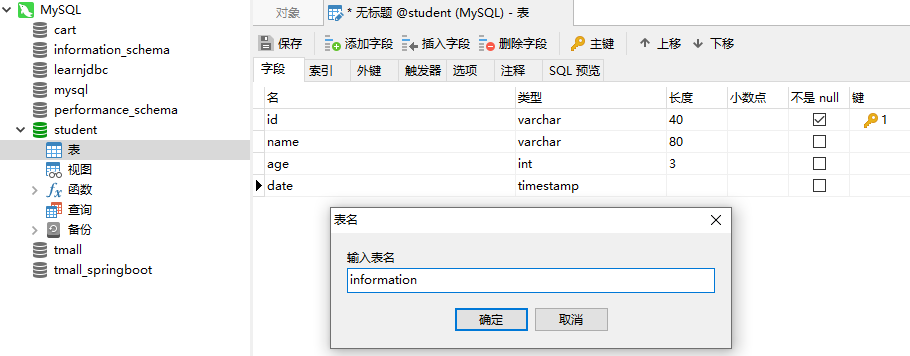 MySQL
cart
information_schema
learnjdbc
mysql
performance_schema
student
表
视图
函数
查询
备份
tmall
tmall_springboot
对象 * 无标题 @student (MySQL) - 表
保存 添加字段 插入字段 删除字段 主键 上移 下移
字段 索引 外键 触发器 选项 注释 SQL 预览
名 类型 长度 小数点 不是 null 键
id varchar 40 1
name varchar 80
age int 3
date timestamp
表名
输入表名
information
确定 取消